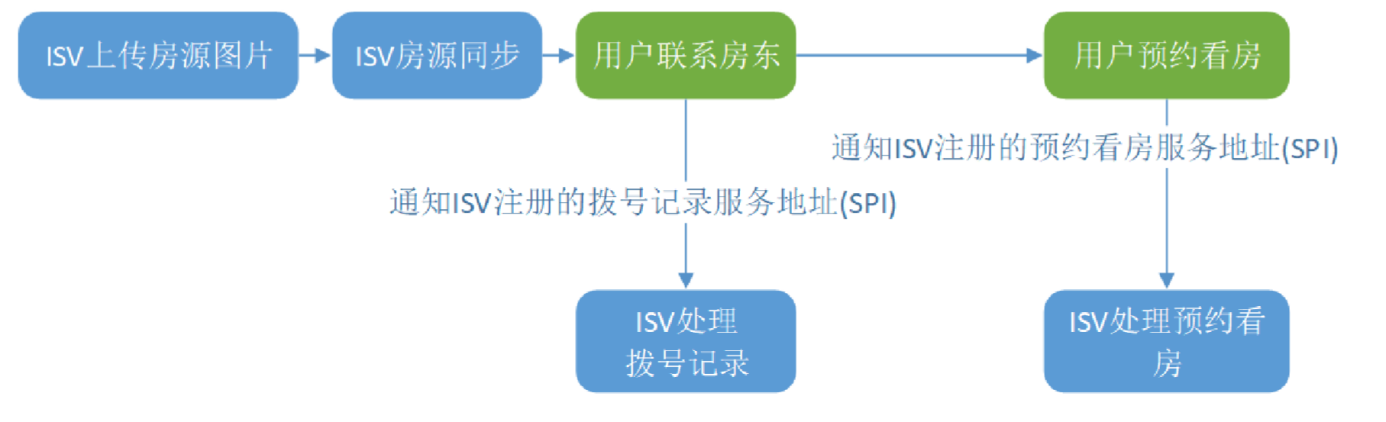 ISV上传房源图片
ISV房源同步
用户联系房东
用户预约看房
通知ISV注册的预约看房服务地址(SPI)
通知ISV注册的拨号记录服务地址(SPI)
ISV处理
拨号记录
ISV处理预约看
房